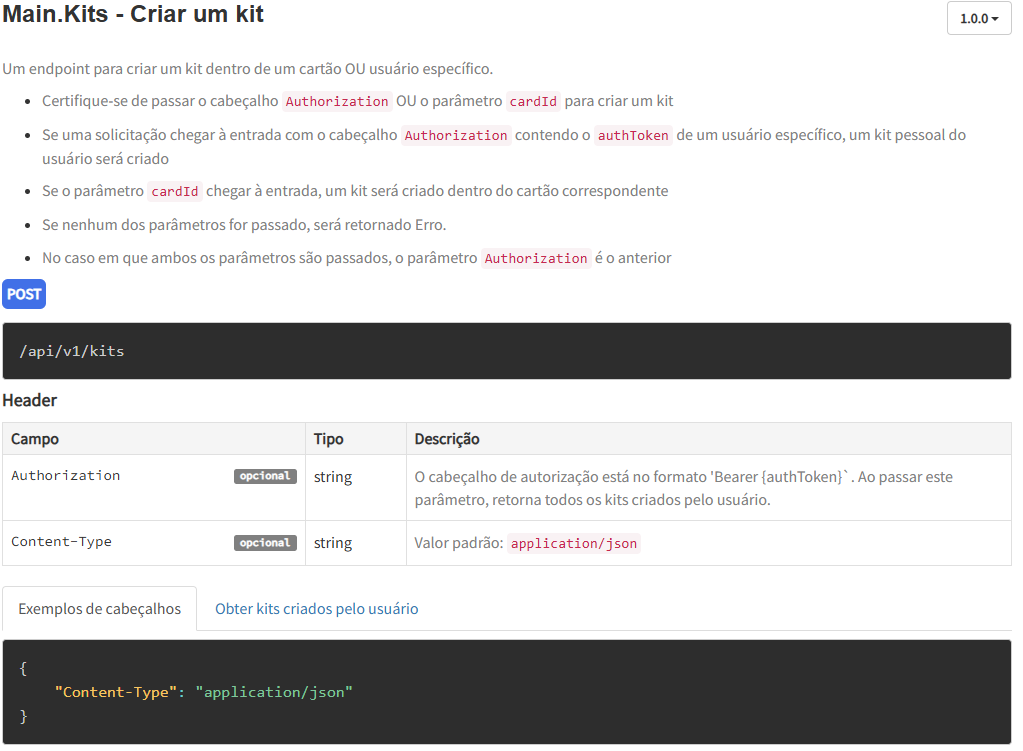 Main.Kits - Criar um kit
1.0.0
Um endpoint para criar um kit dentro de um cartão OU usuário específico.
Certifique-se de passar o cabeçalho Authorization OU o parâmetro cardId para criar um kit
Se uma solicitação chegar à entrada com o cabeçalho Authorization contendo o authToken de um usuário específico, um kit pessoal do
usuário será criado
Se o parâmetro cardId chegar à entrada, um kit será criado dentro do cartão correspondente
Se nenhum dos parâmetros for passado, será retornado Erro.
No caso em que ambos os parâmetros são passados, o parâmetro Authorization é o anterior
POST
/api/v1/kits
Header
Campo Tipo Descrição
Authorization opcional string O cabeçalho de autorização está no formato 'Bearer {authToken}`. Ao passar este
parâmetro, retorna todos os kits criados pelo usuário.
Content-Type opcional string Valor padrão: application/json
Exemplos de cabeçalhos Obter kits criados pelo usuário
{
"Content-Type": "application/json"
}